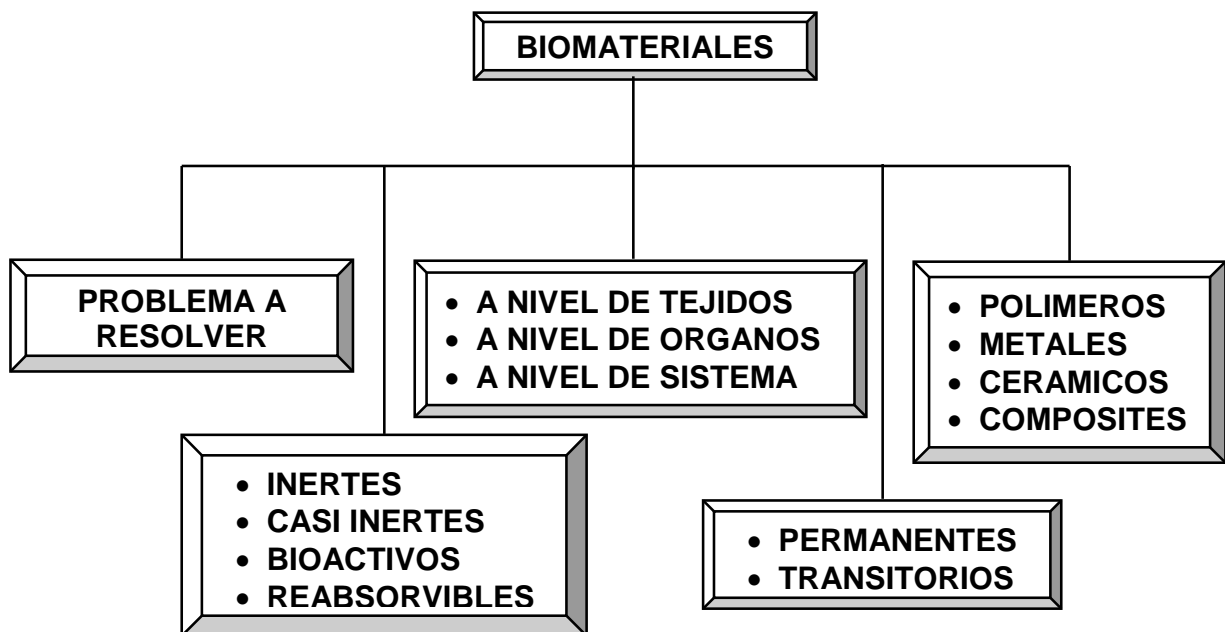 BIOMATERIALES
PROBLEMA A
RESOLVER
• A NIVEL DE TEJIDOS
• A NIVEL DE ORGANOS
• A NIVEL DE SISTEMA
• POLIMEROS
• METALES
• CERAMICOS
• COMPOSITES
• INERTES
• CASI INERTES
• BIOACTIVOS
• REABSORVIBLES
• PERMANENTES
• TRANSITORIOS